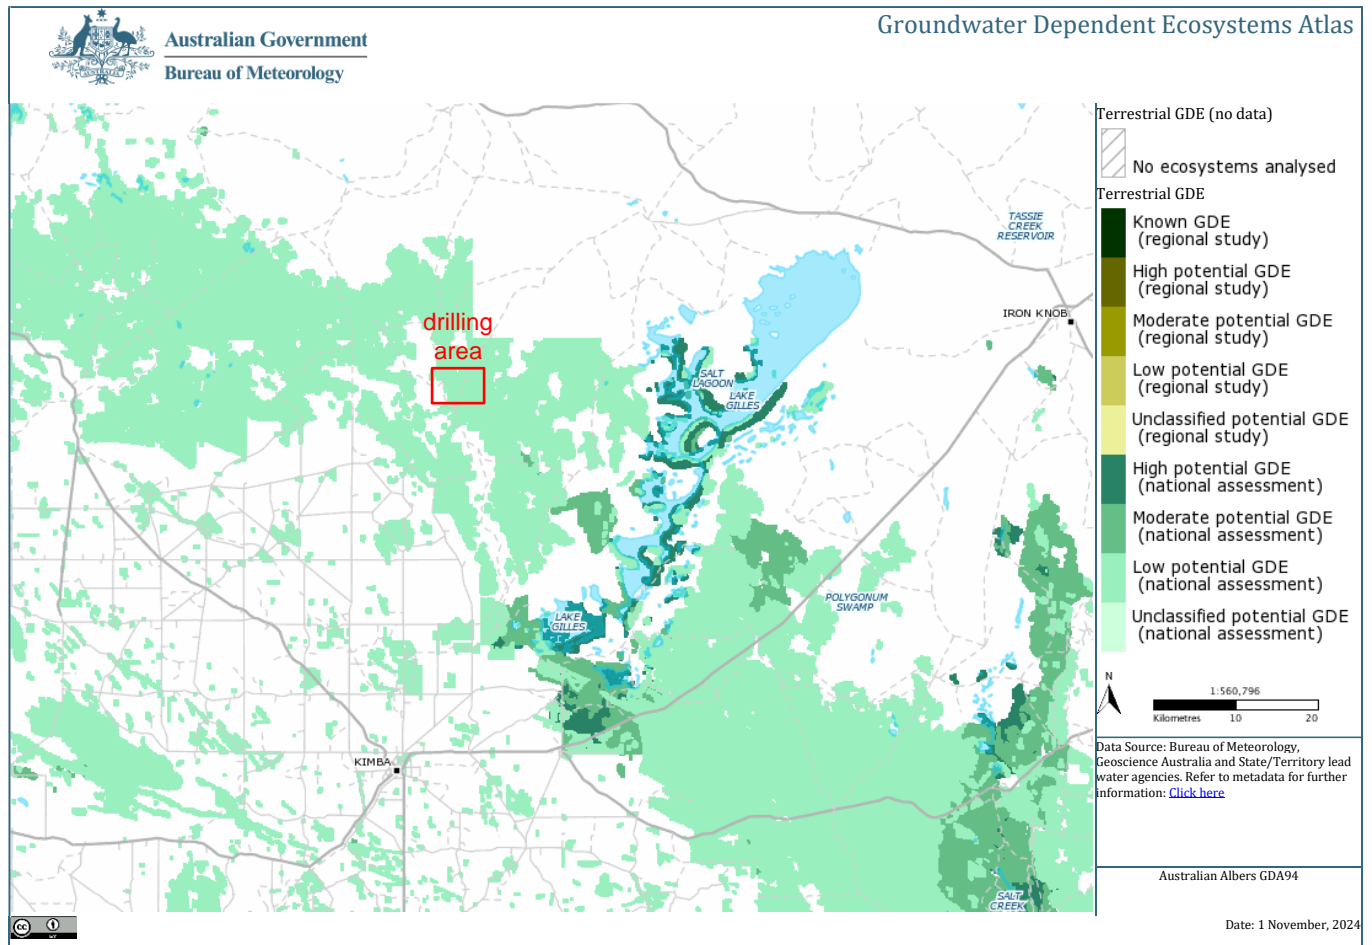 Australian Government
Bureau of Meteorology
Groundwater Dependent Ecosystems Atlas
TASSIE
CREEK
RESERVOIR
IRON KNOB
drilling
area
SALT
LAGOON
LAKE
GILLES
LAKE
GILLES
POLYGONUM
SWAMP
KIMBA
SALT
CREEK
Terrestrial GDE (no data)
No ecosystems analysed
Terrestrial GDE
Known GDE
(regional study)
High potential GDE
(regional study)
Moderate potential GDE
(regional study)
Low potential GDE
(regional study)
Unclassified potential GDE
(regional study)
High potential GDE
(national assessment)
Moderate potential GDE
(national assessment)
Low potential GDE
(national assessment)
Unclassified potential GDE
(national assessment)
N
1:560,796
Kilometres 10 20
Data Source: Bureau of Meteorology,
Geoscience Australia and State/Territory lead
water agencies. Refer to metadata for further
information: Click here
Australian Albers GDA94
cc
BY
Date: 1 November, 2024